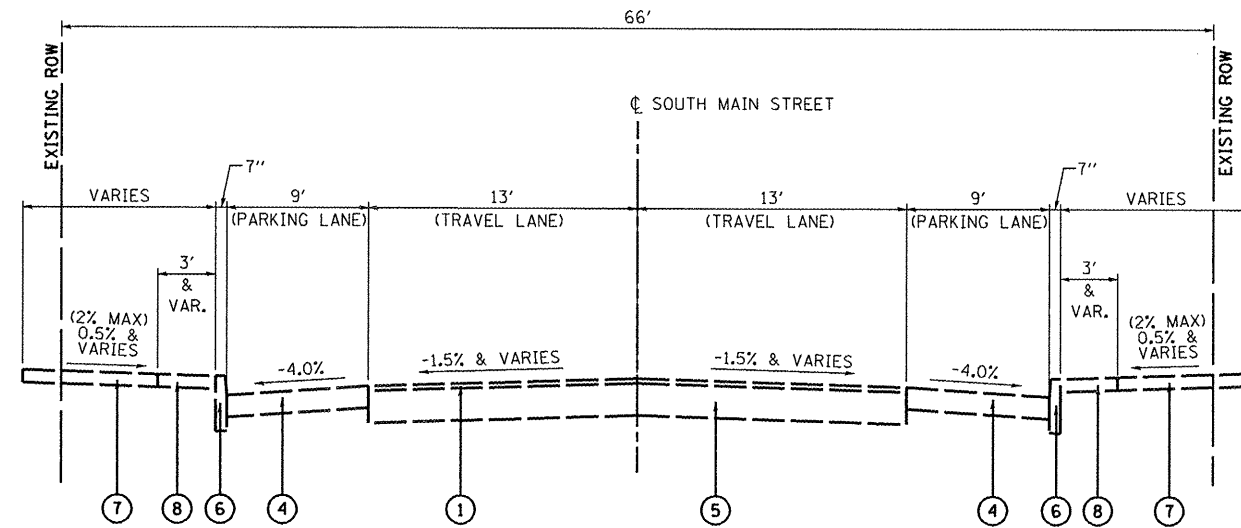 66'
EXISTING ROW
EXISTING ROW
℄ SOUTH MAIN STREET
7"
7"
VARIES
9'
13'
13'
9'
VARIES
(PARKING LANE)
(TRAVEL LANE)
(TRAVEL LANE)
(PARKING LANE)
3'
&
VAR.
3'
&
VAR.
(2% MAX)
0.5% &
VARIES
(2% MAX)
0.5% &
VARIES
-4.0%
-1.5% & VARIES
-1.5% & VARIES
-4.0%
7
8
6
4
1
5
4
6
8
7